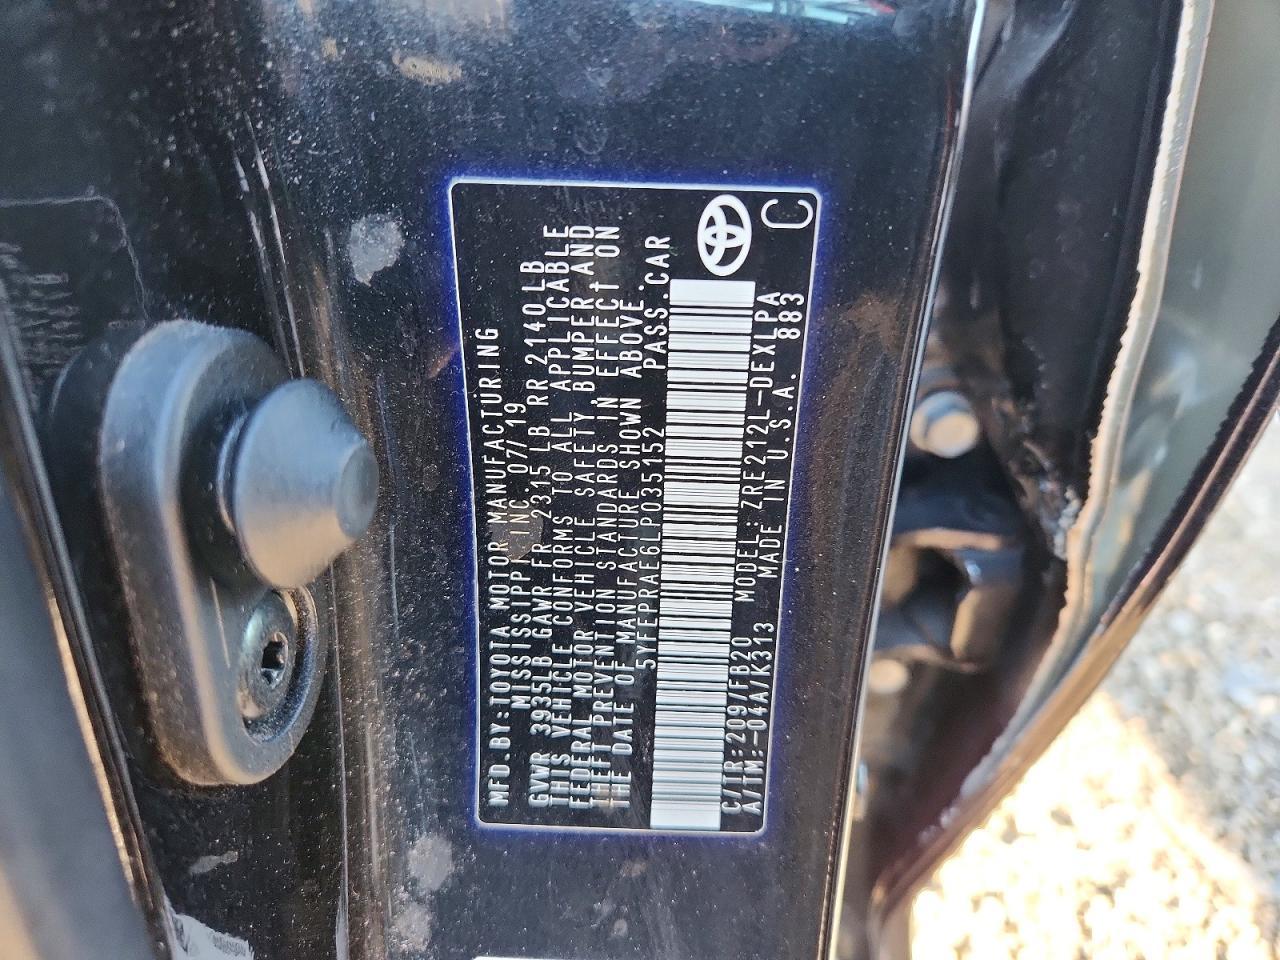 MFD.BY:TOYOTA MOTOR MANUFACTURING
MISSISSIPPI INC. 07/19
GVWR 3935LB GAWR FR 2315 LB RR 2140 LB
THIS VEHICLE CONFORMS TO ALL APPLICABLE
FEDERAL MOTOR VEHICLE SAFETY BUMPER AND
THEFT PREVENTION STANDARDS IN EFFECT ON
THE DATE OF MANUFACTURE SHOWN ABOVE.
5YFEPRAE6LP035152 PASS.CAR
C/TR:209/FB20 MODEL: ZRE212L-DEXLPA
A/TM:-04A/K313 MADE IN U.S.A. 883
C